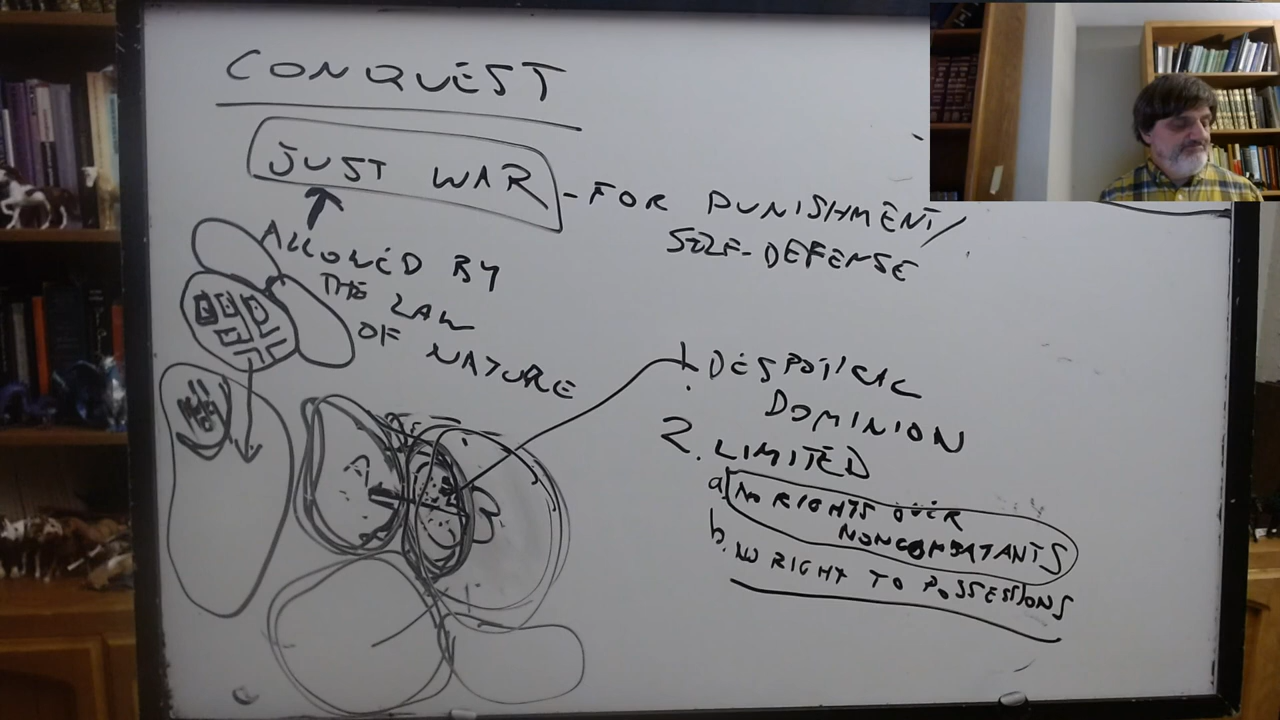 CONQUEST
JUST WAR - FOR PUNISHMENT/
SELF-DEFENSE
ALLOWED BY
THE LAW
OF NATURE
1. DESPOTICAL
DOMINION
2. LIMITED
a. NO RIGHTS OVER
NONCOMBATANTS
b. NO RIGHT TO POSSESSIONS